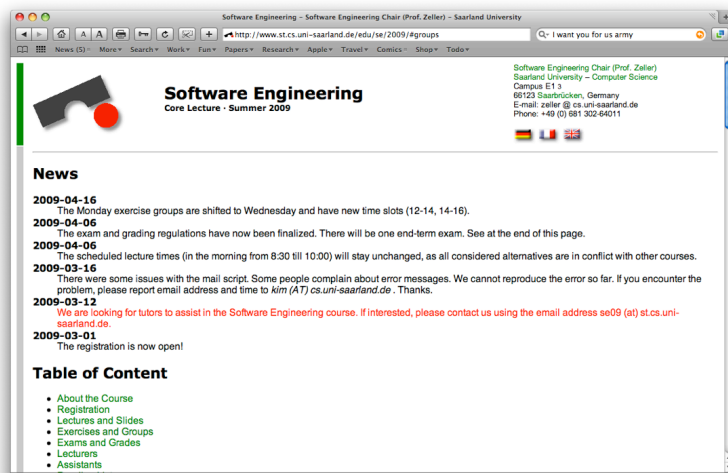 Software Engineering – Software Engineering Chair (Prof. Zeller) – Saarland University
A A + http://www.st.cs.uni-saarland.de/edu/se/2009/#groups I want you for us army
News (5) More Search Work Fun Papers Research Apple Travel Comics Shop Todo
Software Engineering
Core Lecture · Summer 2009
Software Engineering Chair (Prof. Zeller)
Saarland University – Computer Science
Campus E1 3
66123 Saarbrücken, Germany
E-mail: zeller @ cs.uni-saarland.de
Phone: +49 (0) 681 302-64011
News
2009-04-16
The Monday exercise groups are shifted to Wednesday and have new time slots (12-14, 14-16).
2009-04-06
The exam and grading regulations have now been finalized. There will be one end-term exam. See at the end of this page.
2009-04-06
The scheduled lecture times (in the morning from 8:30 till 10:00) will stay unchanged, as all considered alternatives are in conflict with other courses.
2009-03-16
There were some issues with the mail script. Some people complain about error messages. We cannot reproduce the error so far. If you encounter the
problem, please report email address and time to kim (AT) cs.uni-saarland.de . Thanks.
2009-03-12
We are looking for tutors to assist in the Software Engineering course. If interested, please contact us using the email address se09 (at) st.cs.uni-
saarland.de.
2009-03-01
The registration is now open!
Table of Content
About the Course
Registration
Lectures and Slides
Exercises and Groups
Exams and Grades
Lecturers
Assistants